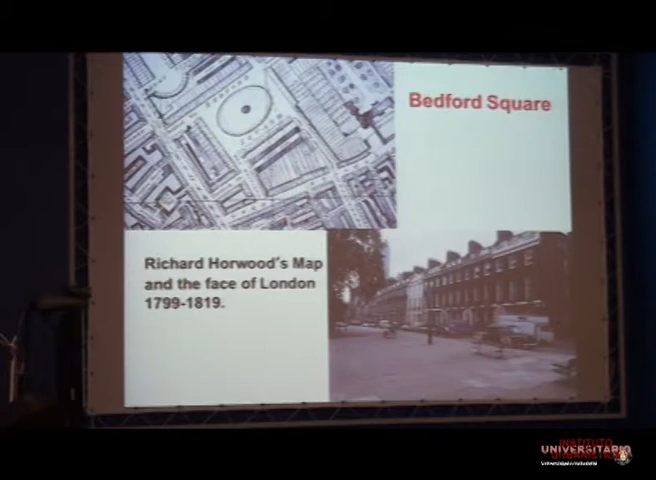 Bedford Square
Richard Horwood's Map
and the face of London
1799-1819.
INSTITUTO
UNIVERSITARIO